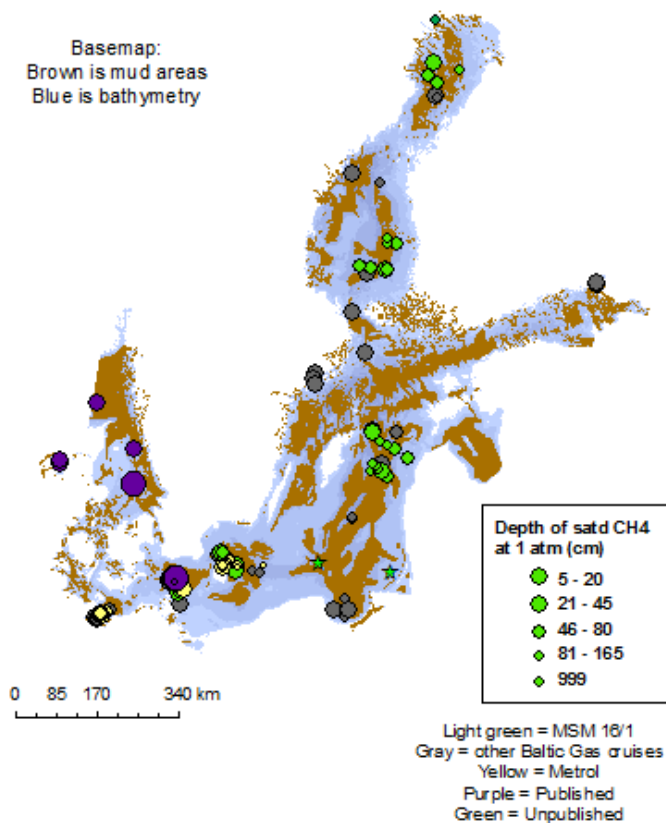 Basemap:
Brown is mud areas
Blue is bathymetry
Depth of satd CH4
at 1 atm (cm)
5 - 20
21 - 45
46 - 80
81 - 165
999
0 85 170 340 km
Light green = MSM 16/1
Gray = other Baltic Gas cruises
Yellow = Metrol
Purple = Published
Green = Unpublished